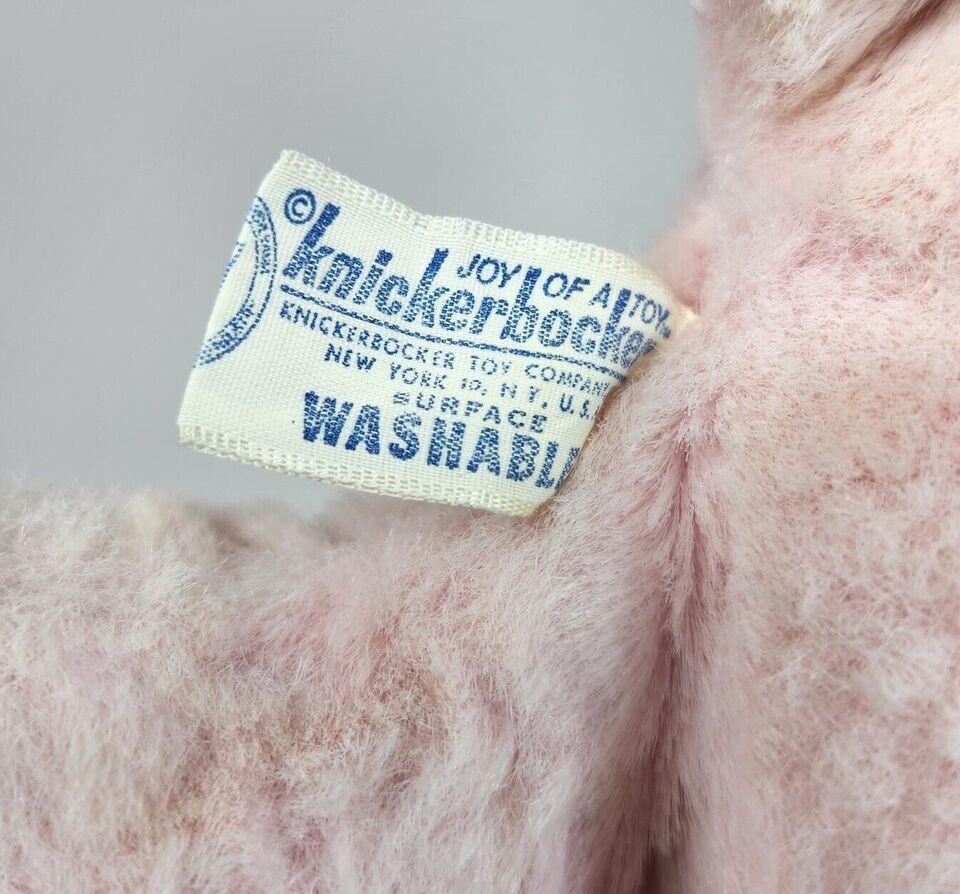 ©
JOY OF A TOY
knickerbocker
KNICKERBOCKER TOY COMPANY
NEW YORK 10, N.Y. U.S.A.
SURFACE
WASHABLE